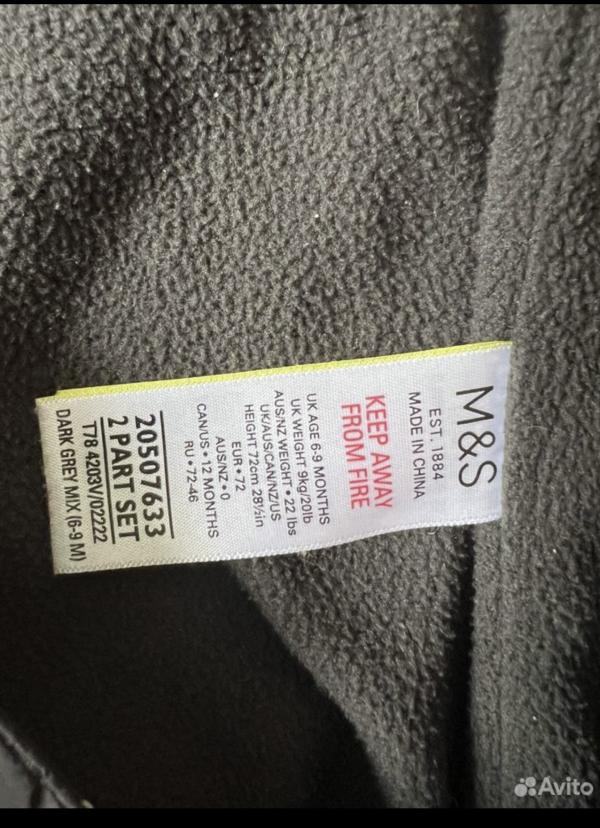 M&S
EST. 1884
MADE IN CHINA
KEEP AWAY
FROM FIRE
UK AGE 6-9 MONTHS
UK WEIGHT 9kg/20lb
AUS/NZ WEIGHT • 22 lbs
UK/AUS/CAN/NZ/US
HEIGHT 72cm 28½in
EUR • 72
AUS/NZ • 0
CAN/US • 12 MONTHS
RU • 72-46
20507633
2 PART SET
T78 4203V/02222
DARK GREY MIX (6-9 M)
Avito